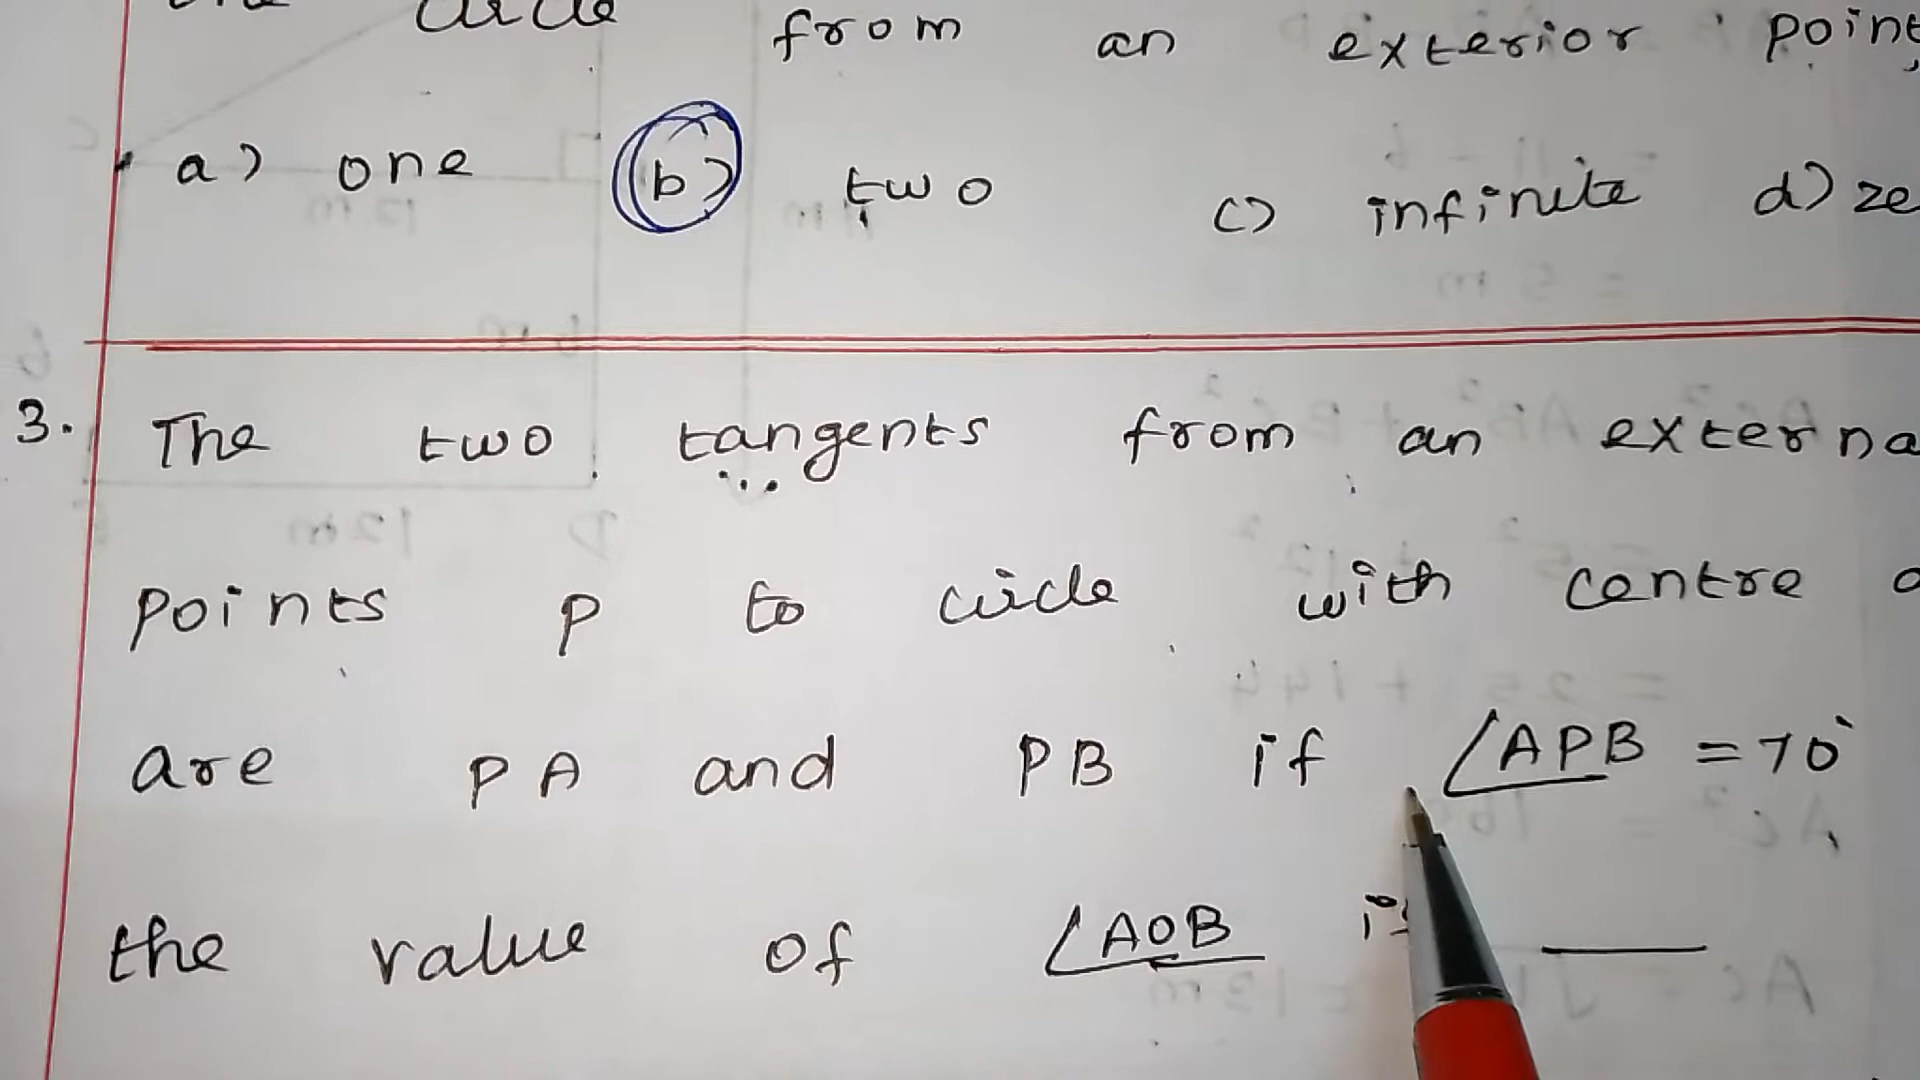 circle from an exterior point
a) one b) two c) infinite d) ze
3. The two tangents from an externa
points P to circle with centre o
are PA and PB if ∠APB = 70°
the value of ∠AOB is ____